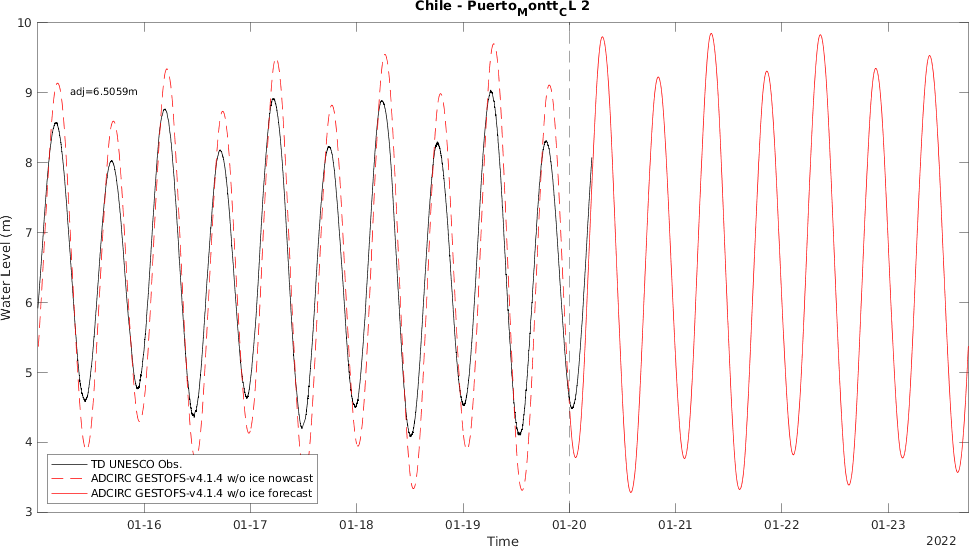 Chile - Puerto_Montt_CL 2
10
9
8
7
6
5
4
3
Water Level (m)
adj=6.5059m
TD UNESCO Obs.
ADCIRC GESTOFS-v4.1.4 w/o ice nowcast
ADCIRC GESTOFS-v4.1.4 w/o ice forecast
01-16
01-17
01-18
01-19
01-20
01-21
01-22
01-23
Time
2022